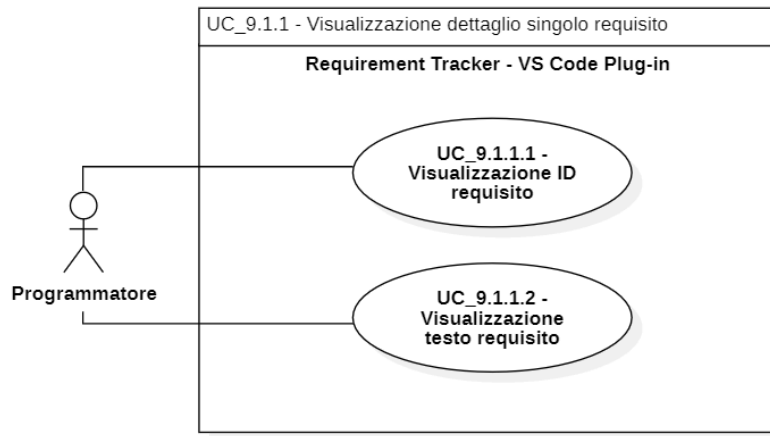 UC_9.1.1 - Visualizzazione dettaglio singolo requisito
Requirement Tracker - VS Code Plug-in
UC_9.1.1.1 -
Visualizzazione ID
requisito
Programmatore
UC_9.1.1.2 -
Visualizzazione
testo requisito